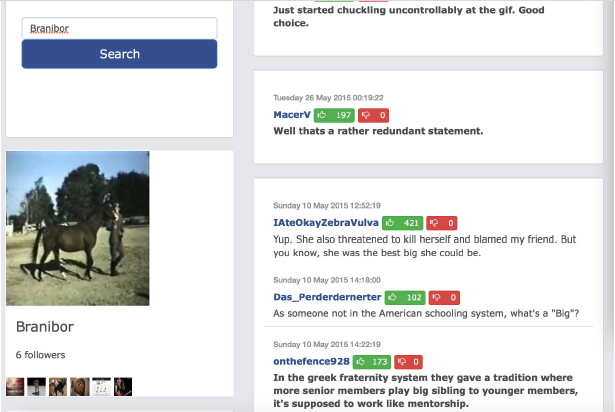 Branibor
Search
Branibor
6 followers
Just started chuckling uncontrollably at the gif. Good
choice.
Tuesday 26 May 2015 00:19:22
MacerV 197 0
Well thats a rather redundant statement.
Sunday 10 May 2015 12:52:19
IAteOkayZebraVulva 421 0
Yup. She also threatened to kill herself and blamed my friend. But
you know, she was the best big she could be.
Sunday 10 May 2015 14:18:00
Das_Perderdernerter 102 0
As someone not in the American schooling system, what's a "Big"?
Sunday 10 May 2015 14:22:19
onthefence928 173 0
In the greek fraternity system they gave a tradition where
more senior members play big sibling to younger members,
it's supposed to work like mentorship.